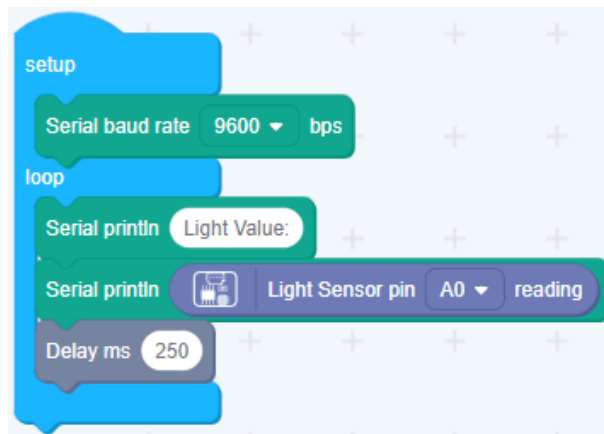 setup
Serial baud rate 9600 bps
loop
Serial println Light Value:
Serial println Light Sensor pin A0 reading
Delay ms 250